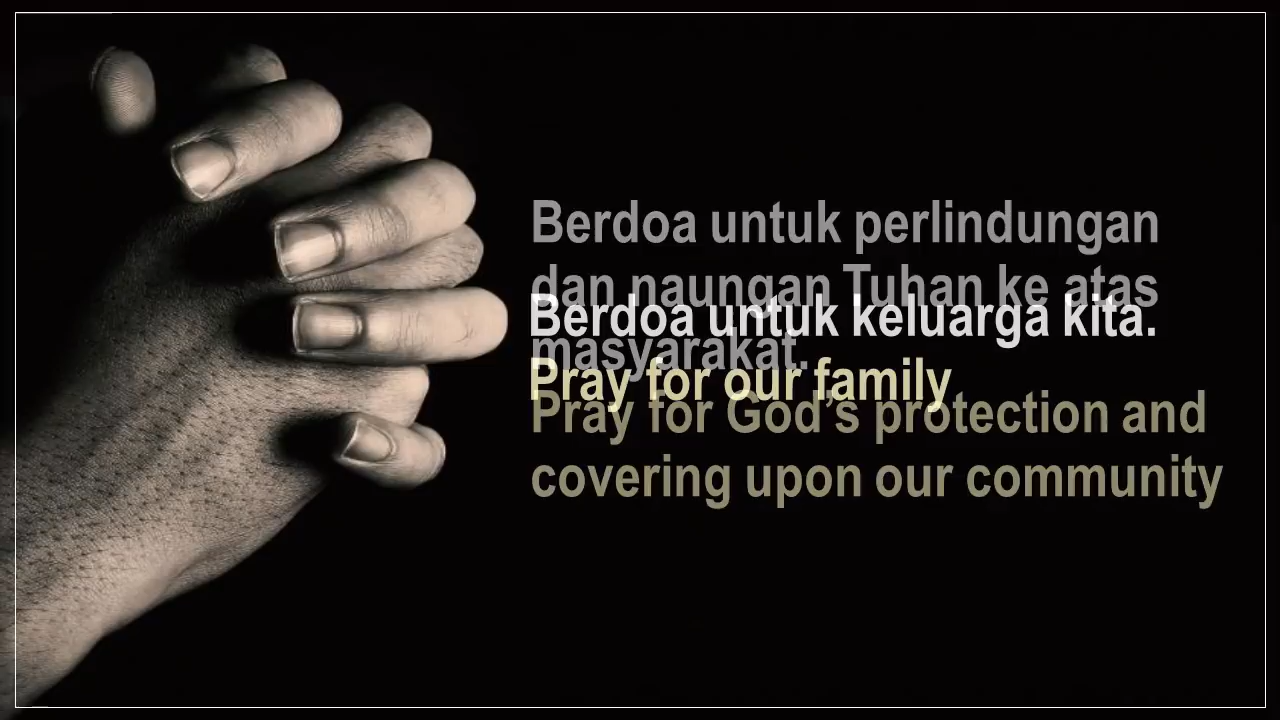 Berdoa untuk perlindungan
dan naungan Tuhan ke atas
masyarakat.
Pray for God's protection and
covering upon our community
Berdoa untuk keluarga kita.
Pray for our family